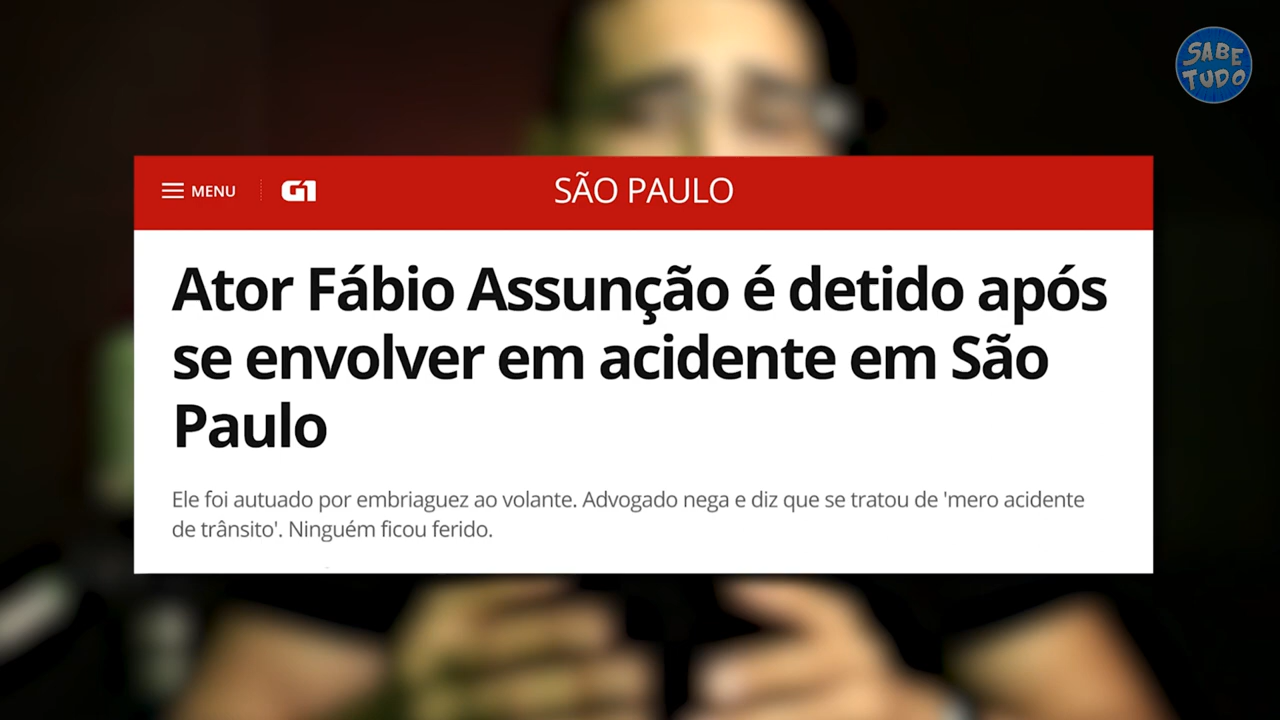 SABE
TUDO
MENU G1 SÃO PAULO
Ator Fábio Assunção é detido após
se envolver em acidente em São
Paulo
Ele foi autuado por embriaguez ao volante. Advogado nega e diz que se tratou de 'mero acidente
de trânsito'. Ninguém ficou ferido.